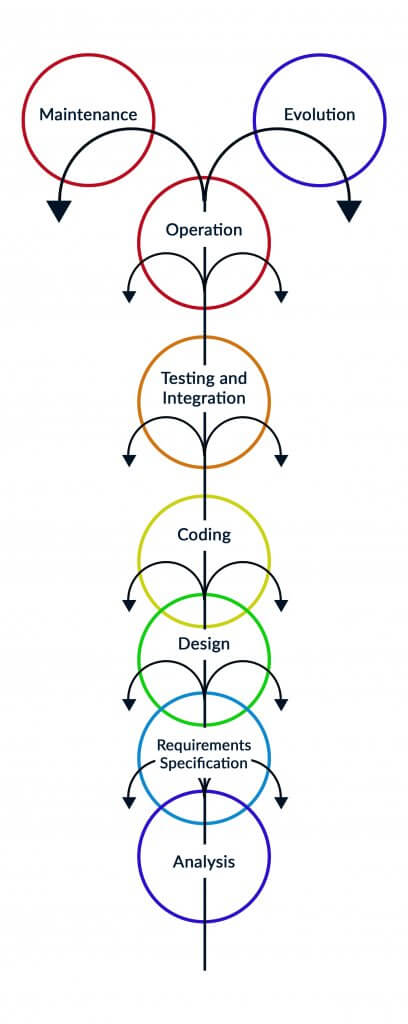 Maintenance
Evolution
Operation
Testing and
Integration
Coding
Design
Requirements
Specification
Analysis